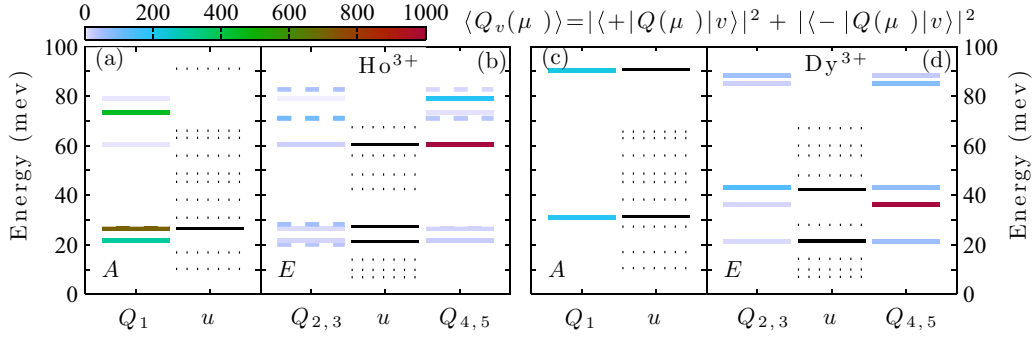 0 200 400 600 800 1000
⟨Q_v(μ )⟩=|⟨+|Q(μ )|v⟩|² + |⟨−|Q(μ )|v⟩|²
(a) Ho³⁺ (b) (c) Dy³⁺ (d)
100 100
80 80
60 60
40 40
20 20
0 0
Energy (mev)
Energy (mev)
A E A E
Q₁ u Q₂,₃ u Q₄,₅ Q₁ u Q₂,₃ u Q₄,₅